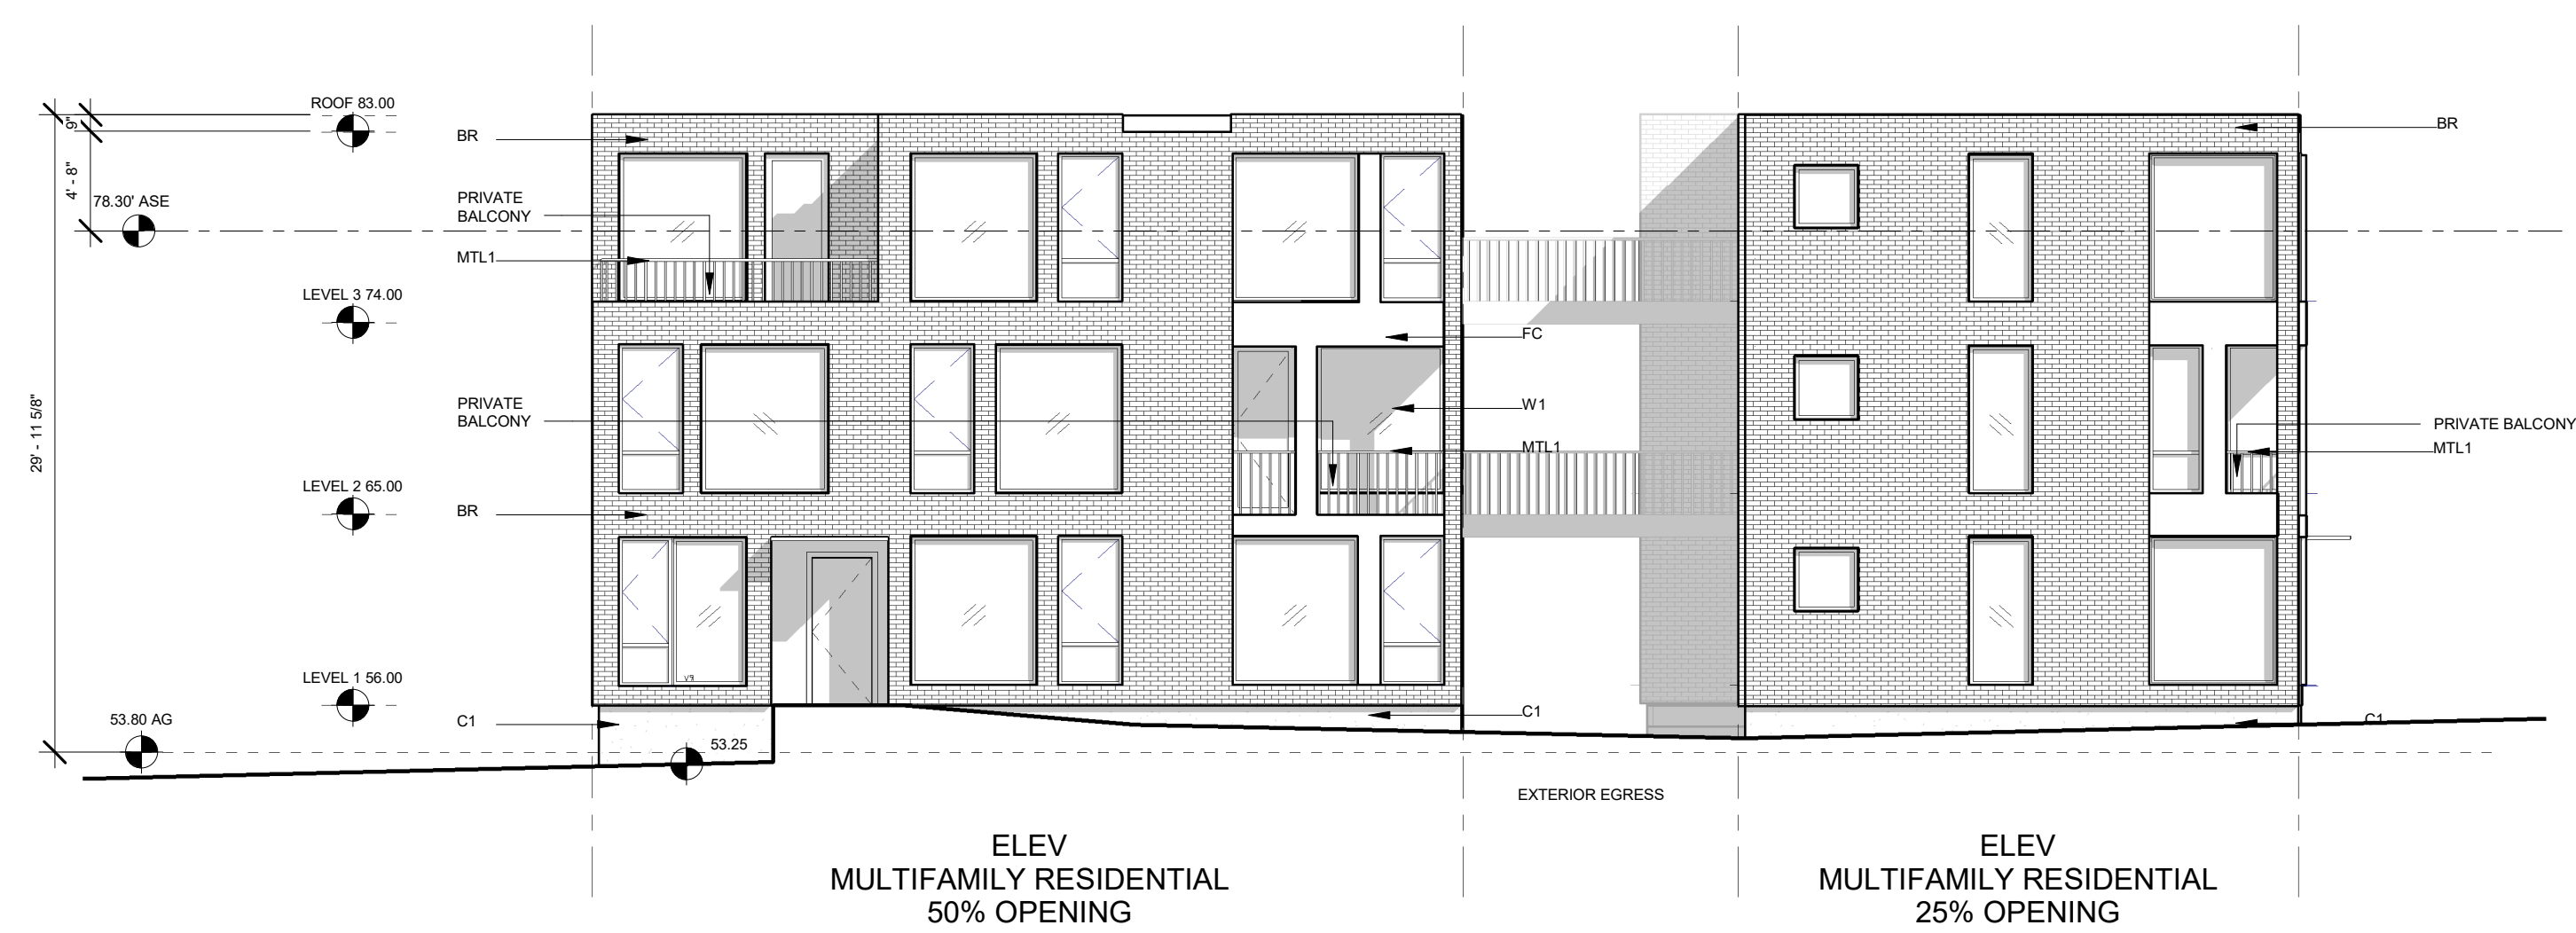 ROOF 83.00
9"
4' - 8"
78.30' ASE
29' - 11 5/8"
LEVEL 3 74.00
LEVEL 2 65.00
LEVEL 1 56.00
53.80 AG
53.25
BR
PRIVATE
BALCONY
MTL1
PRIVATE
BALCONY
BR
C1
FC
W1
MTL1
C1
BR
PRIVATE BALCONY
MTL1
C1
EXTERIOR EGRESS
ELEV
MULTIFAMILY RESIDENTIAL
50% OPENING
ELEV
MULTIFAMILY RESIDENTIAL
25% OPENING